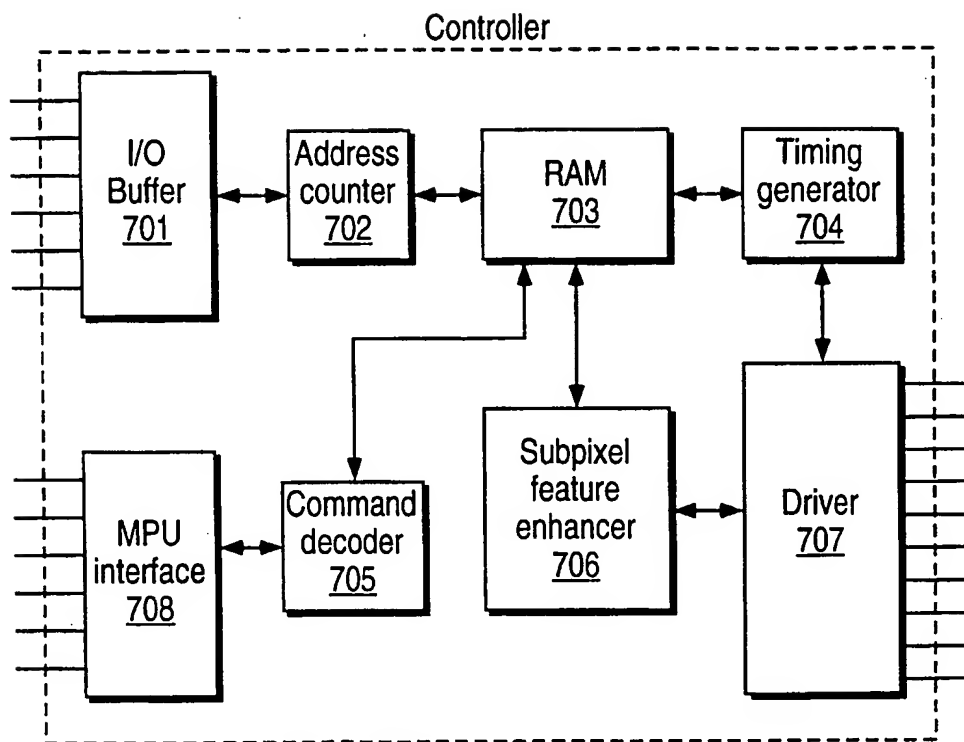 Controller
I/O
Buffer
701
Address
counter
702
RAM
703
Timing
generator
704
MPU
interface
708
Command
decoder
705
Subpixel
feature
enhancer
706
Driver
707